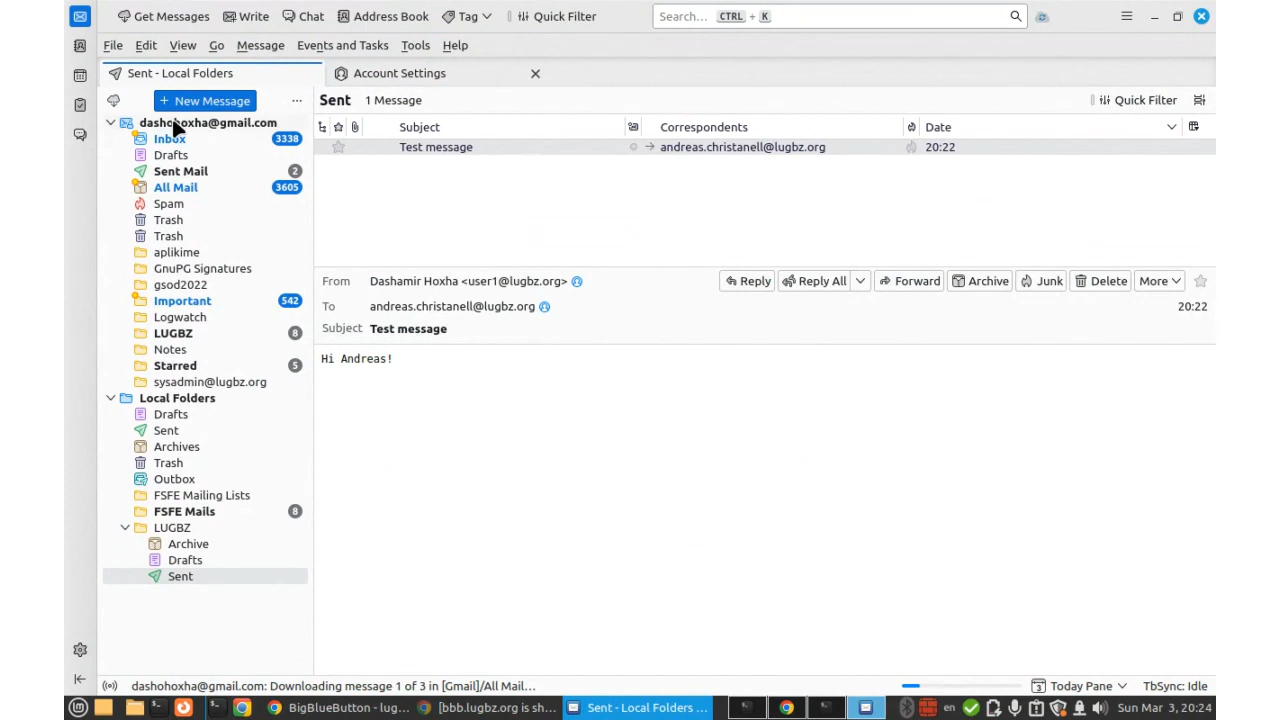 Get Messages Write Chat Address Book Tag Quick Filter Search... CTRL + K
File Edit View Go Message Events and Tasks Tools Help
Sent - Local Folders Account Settings
+ New Message ... Sent 1 Message Quick Filter
dashohoxha@gmail.com Subject Correspondents Date
Inbox 3338 Test message andreas.christanell@lugbz.org 20:22
Drafts
Sent Mail 2
All Mail 3605
Spam
Trash
Trash
aplikime
GnuPG Signatures
gsod2022
Important 542
Logwatch
LUGBZ 8
Notes
Starred 5
sysadmin@lugbz.org
Local Folders
Drafts
Sent
Archives
Trash
Outbox
FSFE Mailing Lists
FSFE Mails 8
LUGBZ
Archive
Drafts
Sent
From Dashamir Hoxha <user1@lugbz.org> Reply Reply All Forward Archive Junk Delete More
To andreas.christanell@lugbz.org 20:22
Subject Test message
Hi Andreas!
dashohoxha@gmail.com: Downloading message 1 of 3 in [Gmail]/All Mail... 3 Today Pane TbSync: Idle
BigBlueButton - lug... [bbb.lugbz.org is sh... Sent - Local Folders ... en Sun Mar 3, 20:24